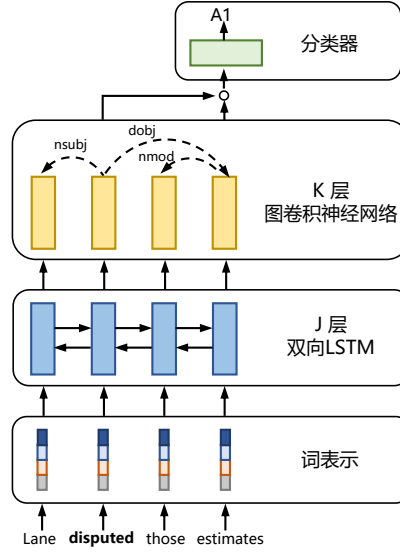 A1
分类器
nsubj
dobj
nmod
K 层
图卷积神经网络
J 层
双向LSTM
词表示
Lane disputed those estimates